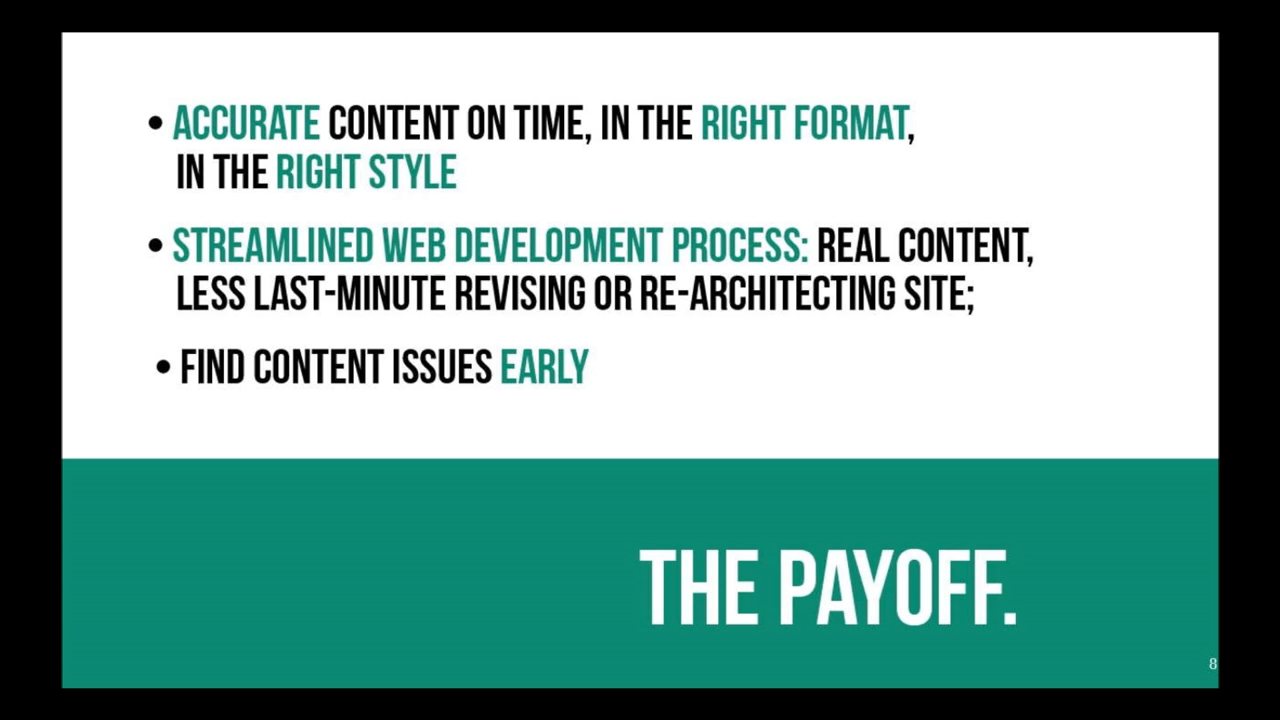 • ACCURATE CONTENT ON TIME, IN THE RIGHT FORMAT,
IN THE RIGHT STYLE
• STREAMLINED WEB DEVELOPMENT PROCESS: REAL CONTENT,
LESS LAST-MINUTE REVISING OR RE-ARCHITECTING SITE;
• FIND CONTENT ISSUES EARLY
THE PAYOFF.
8